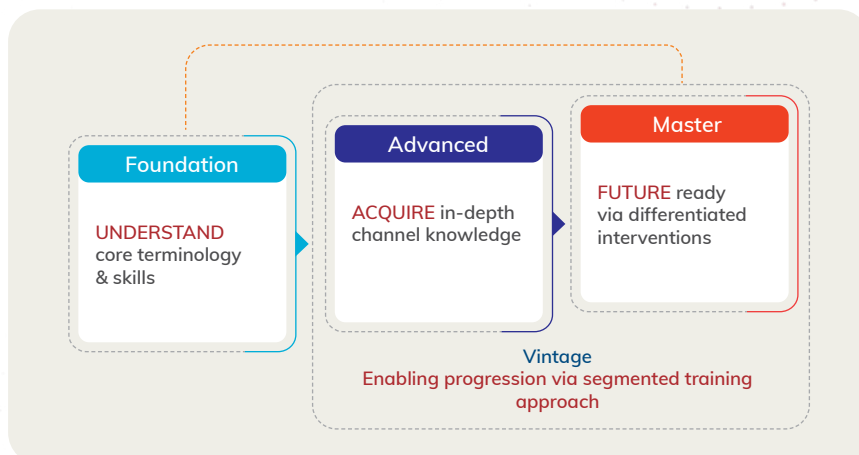 Foundation
UNDERSTAND
core terminology
& skills
Advanced
ACQUIRE in-depth
channel knowledge
Master
FUTURE ready
via differentiated
interventions
Vintage
Enabling progression via segmented training
approach